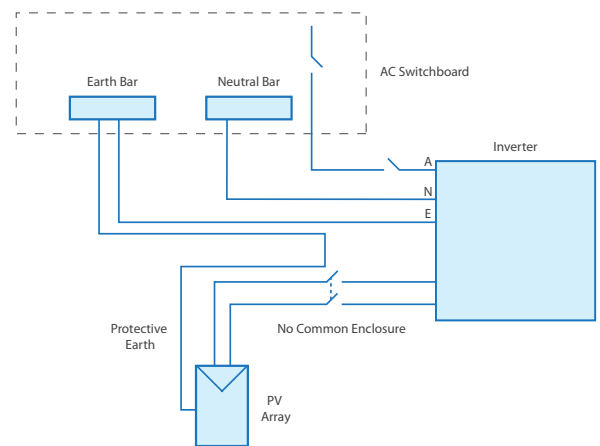 AC Switchboard
Earth Bar
Neutral Bar
Inverter
A
N
E
Protective
Earth
No Common Enclosure
PV
Array